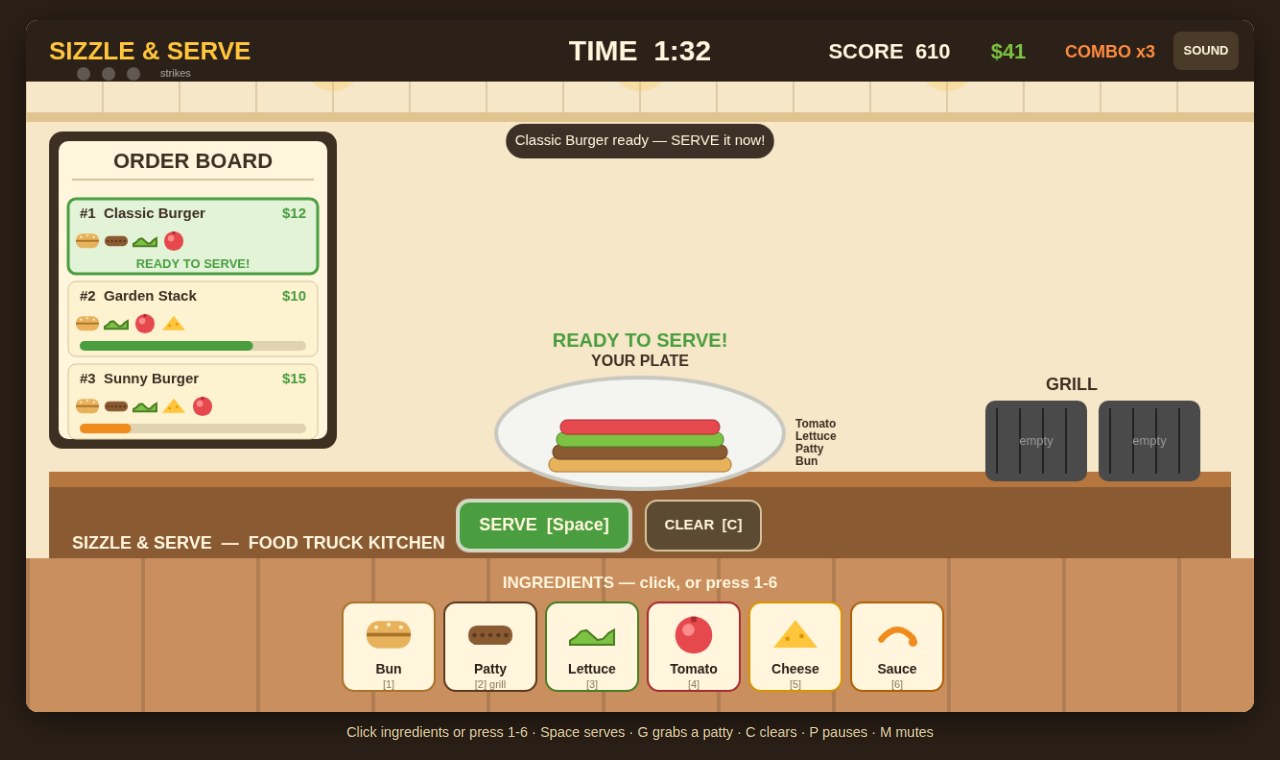 SIZZLE & SERVE
strikes
TIME 1:32
SCORE 610
$41
COMBO x3
SOUND
Classic Burger ready — SERVE it now!
ORDER BOARD
#1 Classic Burger $12
READY TO SERVE!
#2 Garden Stack $10
#3 Sunny Burger $15
READY TO SERVE!
YOUR PLATE
Tomato
Lettuce
Patty
Bun
GRILL
empty empty
SERVE [Space]
CLEAR [C]
SIZZLE & SERVE — FOOD TRUCK KITCHEN
INGREDIENTS — click, or press 1-6
Bun
[1]
Patty
[2] grill
Lettuce
[3]
Tomato
[4]
Cheese
[5]
Sauce
[6]
Click ingredients or press 1-6 · Space serves · G grabs a patty · C clears · P pauses · M mutes